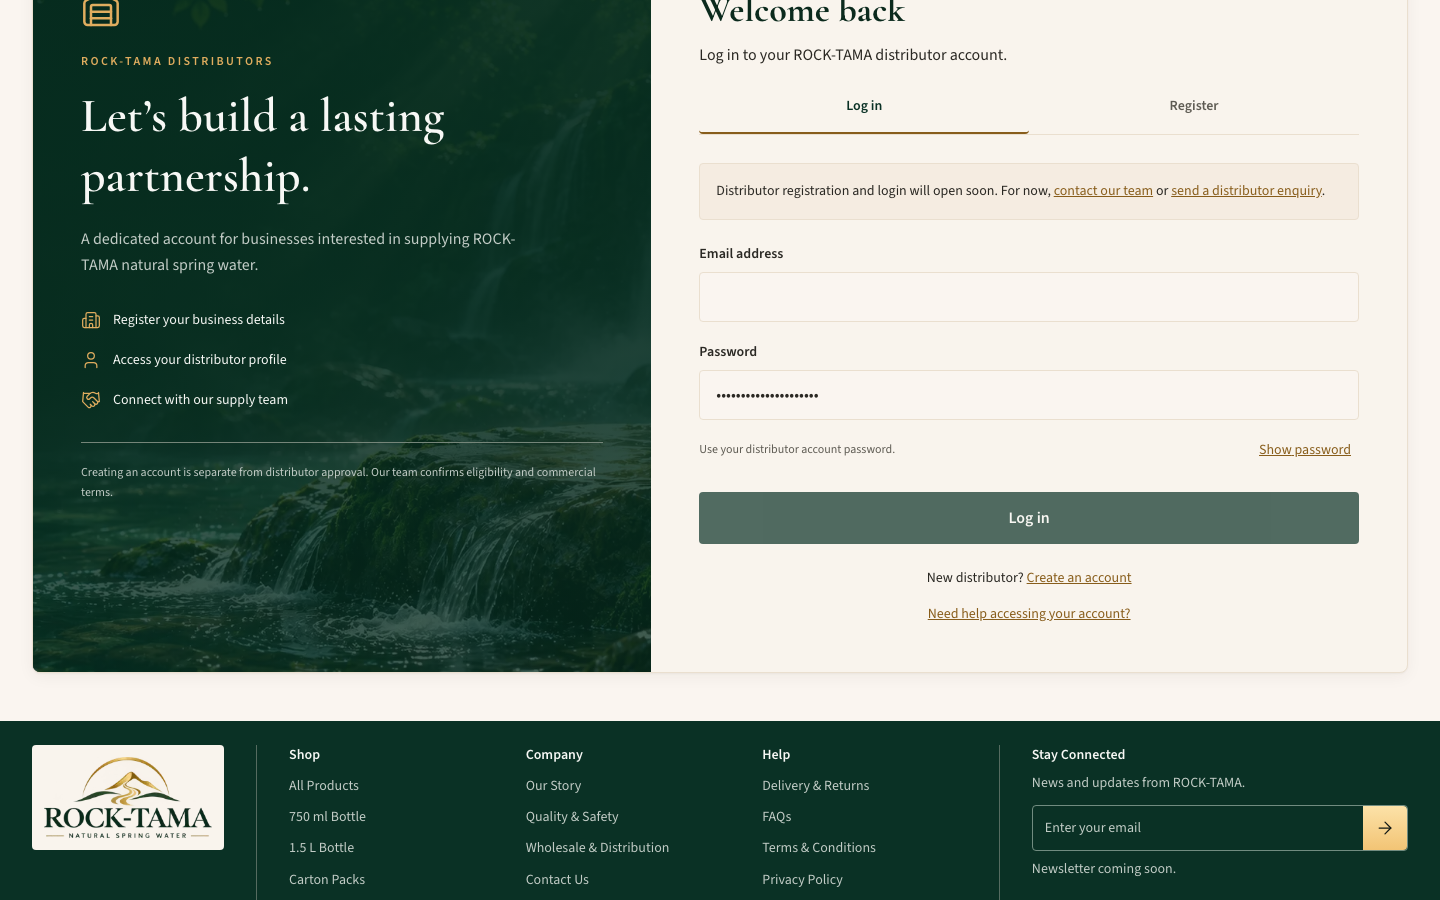 ROCK-TAMA DISTRIBUTORS
Let’s build a lasting
partnership.
A dedicated account for businesses interested in supplying ROCK-
TAMA natural spring water.
Register your business details
Access your distributor profile
Connect with our supply team
Creating an account is separate from distributor approval. Our team confirms eligibility and commercial
terms.
Welcome back
Log in to your ROCK-TAMA distributor account.
Log in
Register
Distributor registration and login will open soon. For now, contact our team or send a distributor enquiry.
Email address
Password
•••••••••••••••••••••
Use your distributor account password.
Show password
Log in
New distributor? Create an account
Need help accessing your account?
ROCK-TAMA
NATURAL SPRING WATER
Shop
All Products
750 ml Bottle
1.5 L Bottle
Carton Packs
Company
Our Story
Quality & Safety
Wholesale & Distribution
Contact Us
Help
Delivery & Returns
FAQs
Terms & Conditions
Privacy Policy
Stay Connected
News and updates from ROCK-TAMA.
Enter your email
Newsletter coming soon.